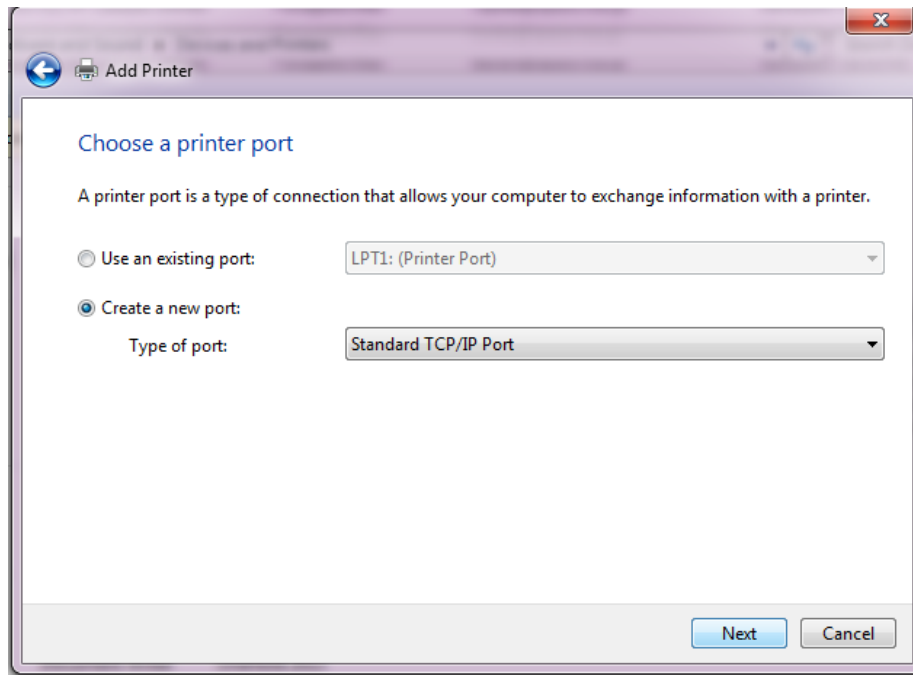 Add Printer
Choose a printer port
A printer port is a type of connection that allows your computer to exchange information with a printer.
Use an existing port: LPT1: (Printer Port)
Create a new port:
Type of port: Standard TCP/IP Port
Next Cancel